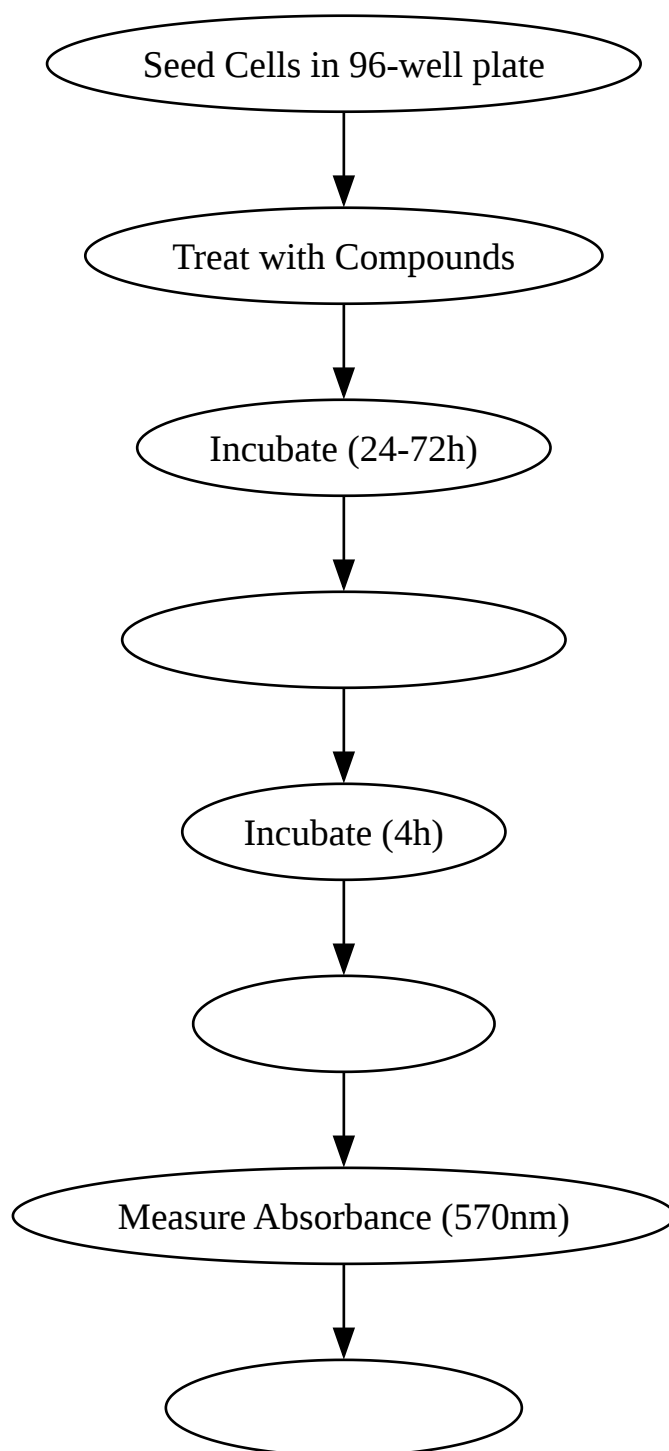 Seed Cells in 96-well plate
Treat with Compounds
Incubate (24-72h)
Incubate (4h)
Measure Absorbance (570nm)